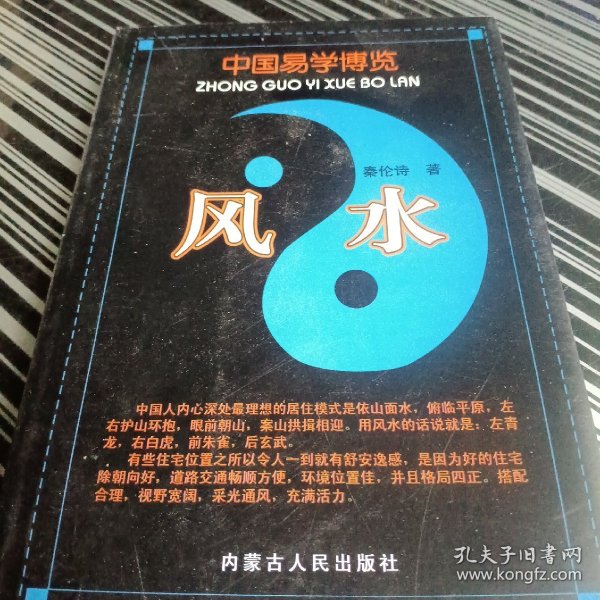 中国易学博览
ZHONG GUO YI XUE BO LAN
秦伦诗 著
风水
中国人内心深处最理想的居住模式是依山面水，俯临平原，左
右护山环抱，眼前朝山，案山拱揖相迎。用风水的话说就是：左青
龙，右白虎，前朱雀，后玄武。
有些住宅位置之所以令人一到就有舒安逸感，是因为好的住宅
除朝向好，道路交通畅顺方便，环境位置佳，并且格局四正。搭配
合理，视野宽阔，采光通风，充满活力。
内蒙古人民出版社
孔夫子旧书网
www.kongfz.com